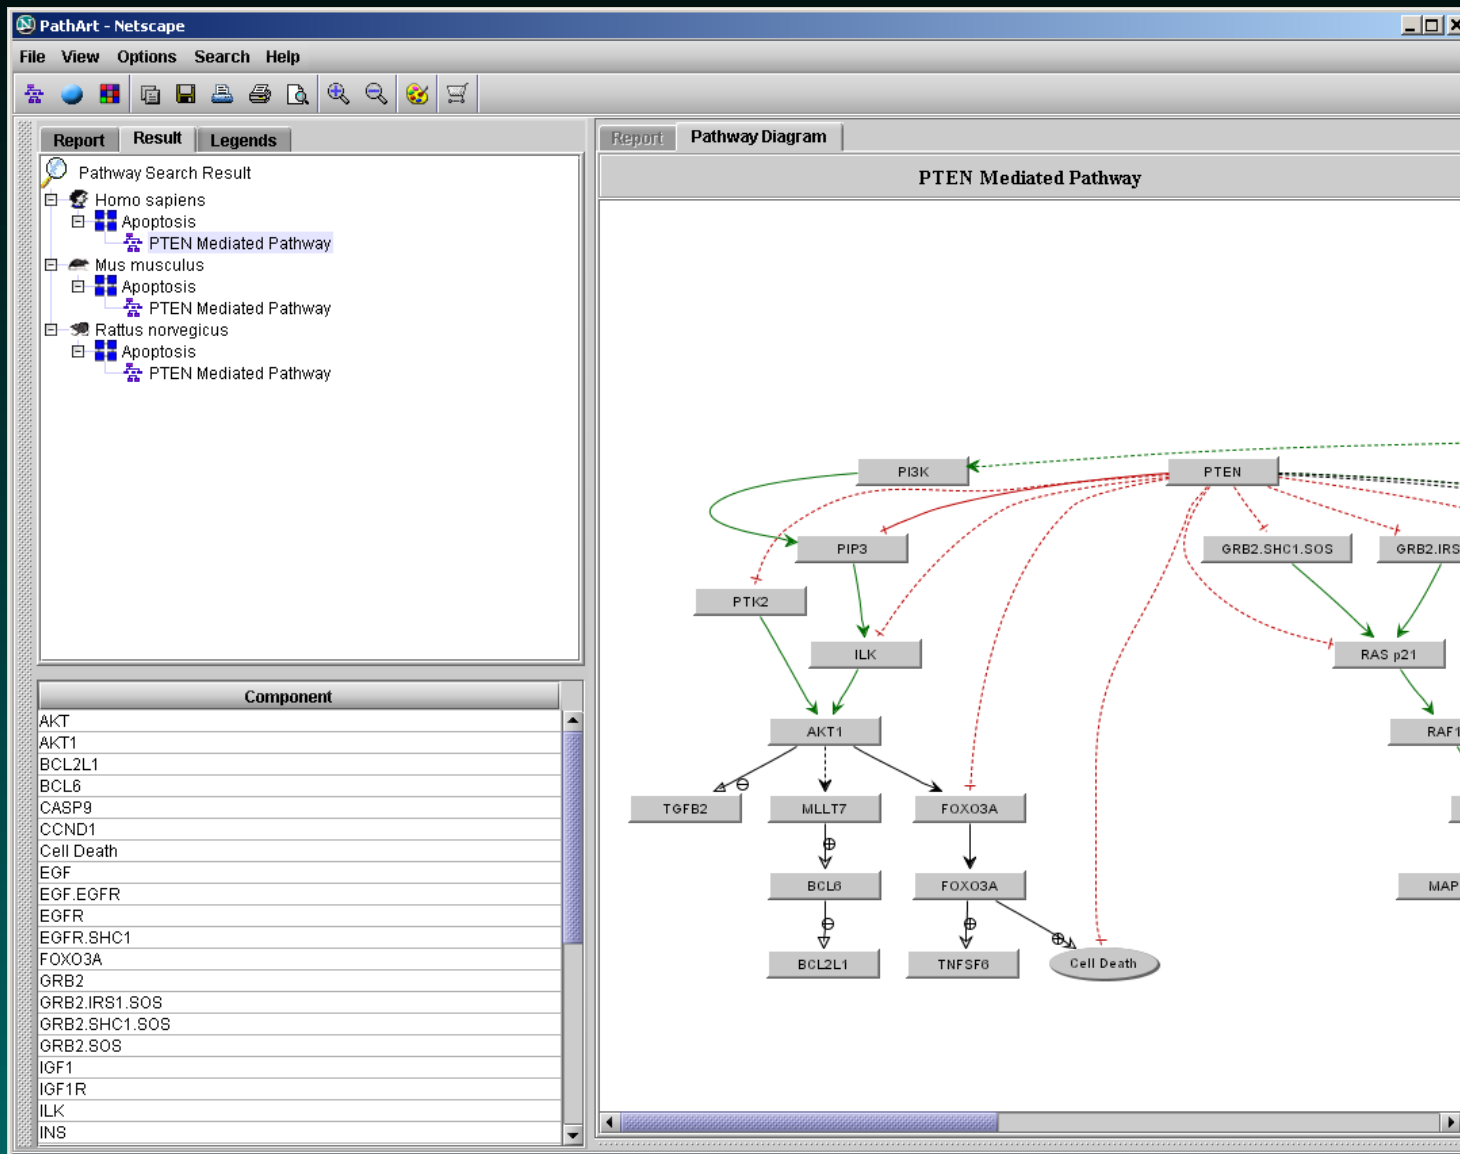 PathArt - Netscape
File View Options Search Help
Report Result Legends
Pathway Search Result
Homo sapiens
Apoptosis
PTEN Mediated Pathway
Mus musculus
Apoptosis
PTEN Mediated Pathway
Rattus norvegicus
Apoptosis
PTEN Mediated Pathway
Component
AKT
AKT1
BCL2L1
BCL6
CASP9
CCND1
Cell Death
EGF
EGF.EGFR
EGFR
EGFR.SHC1
FOXO3A
GRB2
GRB2.IRS1.SOS
GRB2.SHC1.SOS
GRB2.SOS
IGF1
IGF1R
ILK
INS
Report Pathway Diagram
PTEN Mediated Pathway
PI3K PTEN
PIP3 GRB2.SHC1.SOS GRB2.IRS
PTK2
ILK RAS p21
AKT1 RAF1
TGFB2 MLLT7 FOXO3A
BCL6 FOXO3A MAP
BCL2L1 TNFSF6 Cell Death